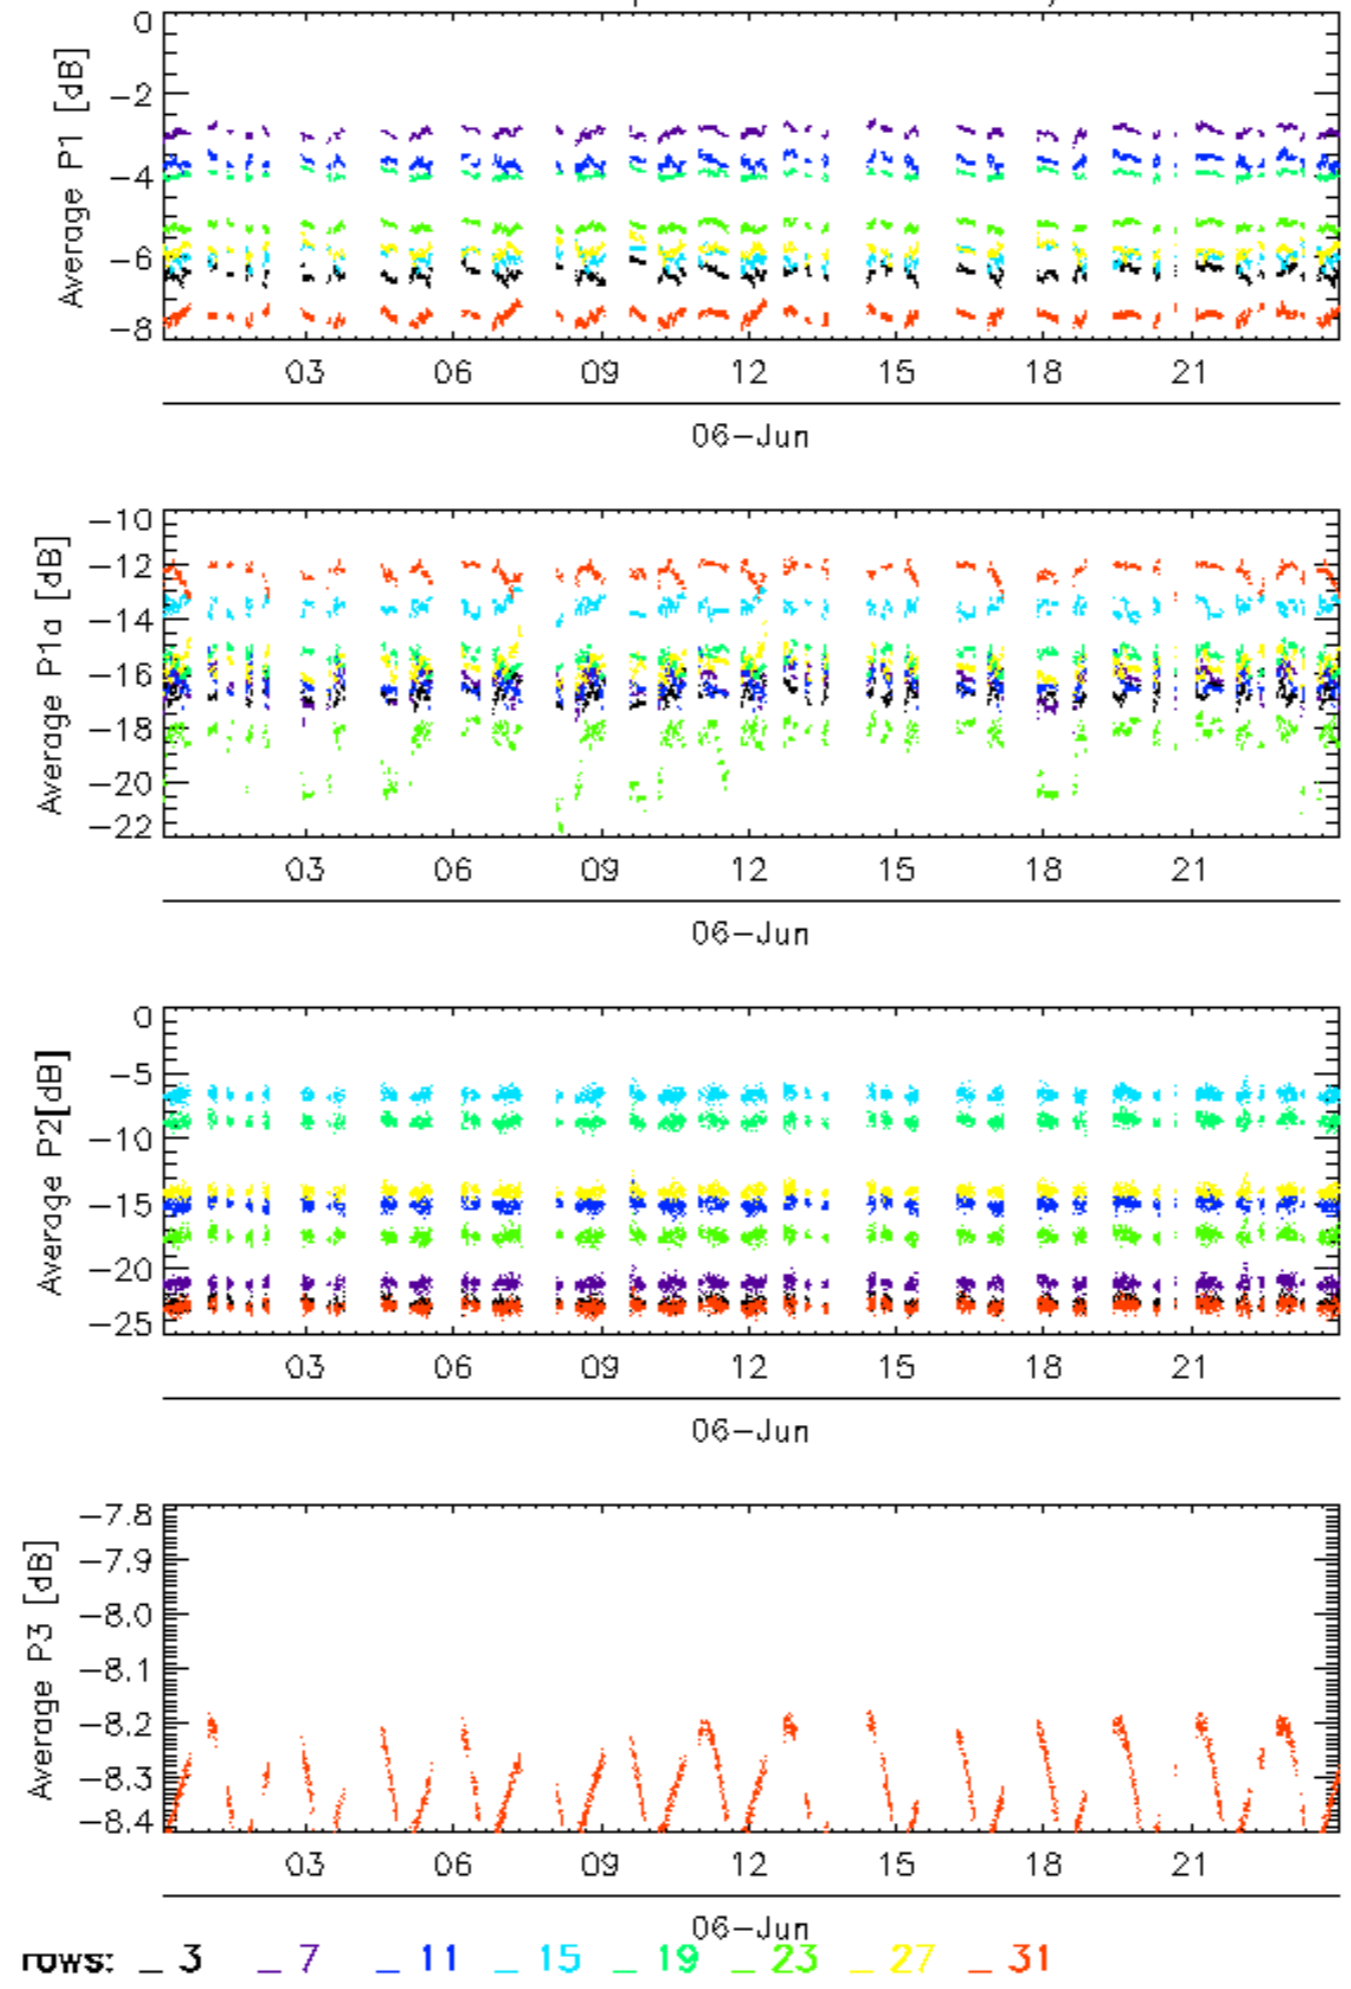 0
−2
−4
−6
−8
Average P1 [dB]
03 06 09 12 15 18 21
06−Jun
−10
−12
−14
−16
−18
−20
−22
Average P1a [dB]
03 06 09 12 15 18 21
06−Jun
0
−5
−10
−15
−20
−25
Average P2[dB]
03 06 09 12 15 18 21
06−Jun
−7.8
−7.9
−8.0
−8.1
−8.2
−8.3
−8.4
Average P3 [dB]
03 06 09 12 15 18 21
06−Jun
rows: _ 3 _ 7 _ 11 _ 15 _ 19 _ 23 _ 27 _ 31